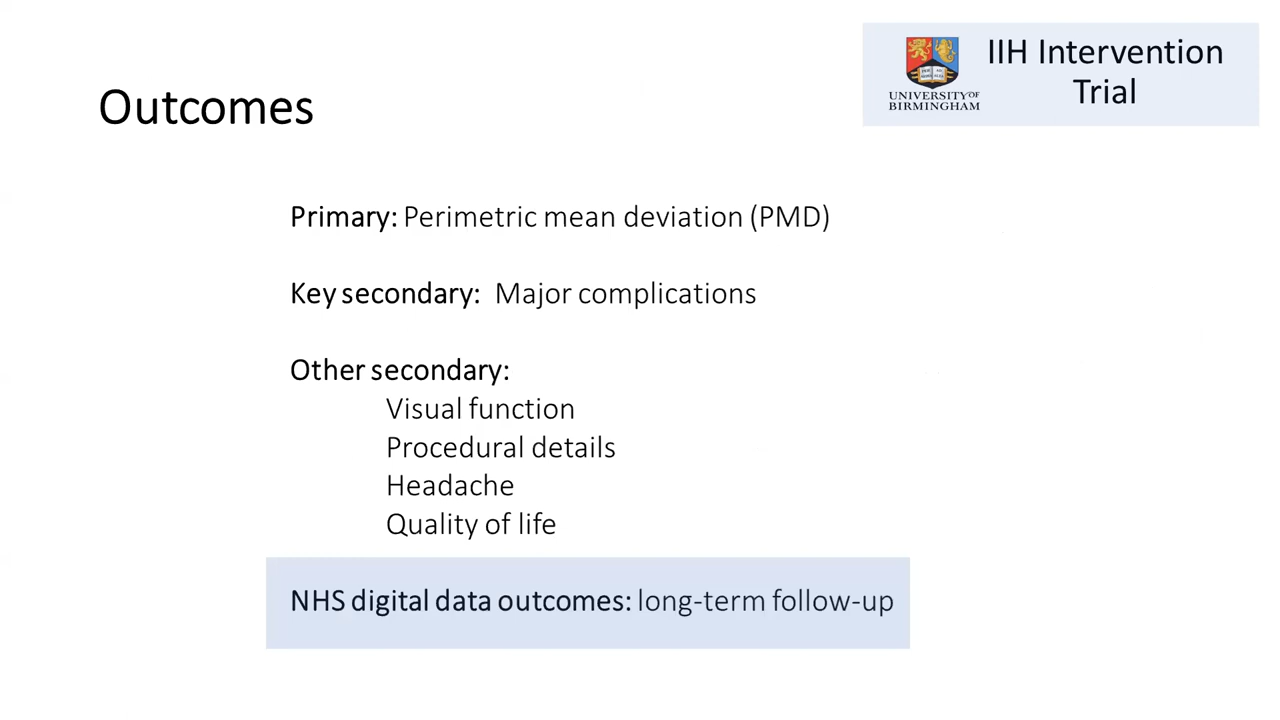 IIH Intervention
Trial
UNIVERSITY OF
BIRMINGHAM
Outcomes
Primary: Perimetric mean deviation (PMD)
Key secondary: Major complications
Other secondary:
Visual function
Procedural details
Headache
Quality of life
NHS digital data outcomes: long-term follow-up